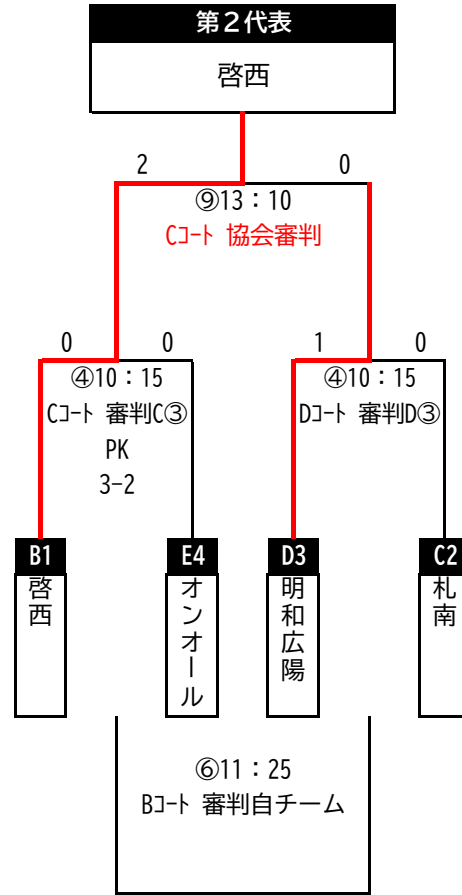 第2代表
啓西
2 0
⑨13:10
Cコート 協会審判
0 0 1 0
④10:15 ④10:15
Cコート 審判C③ Dコート 審判D③
PK
3-2
B1 E4 D3 C2
啓西
オンオール
明和広陽
札南
⑥11:25
Bコート 審判自チーム